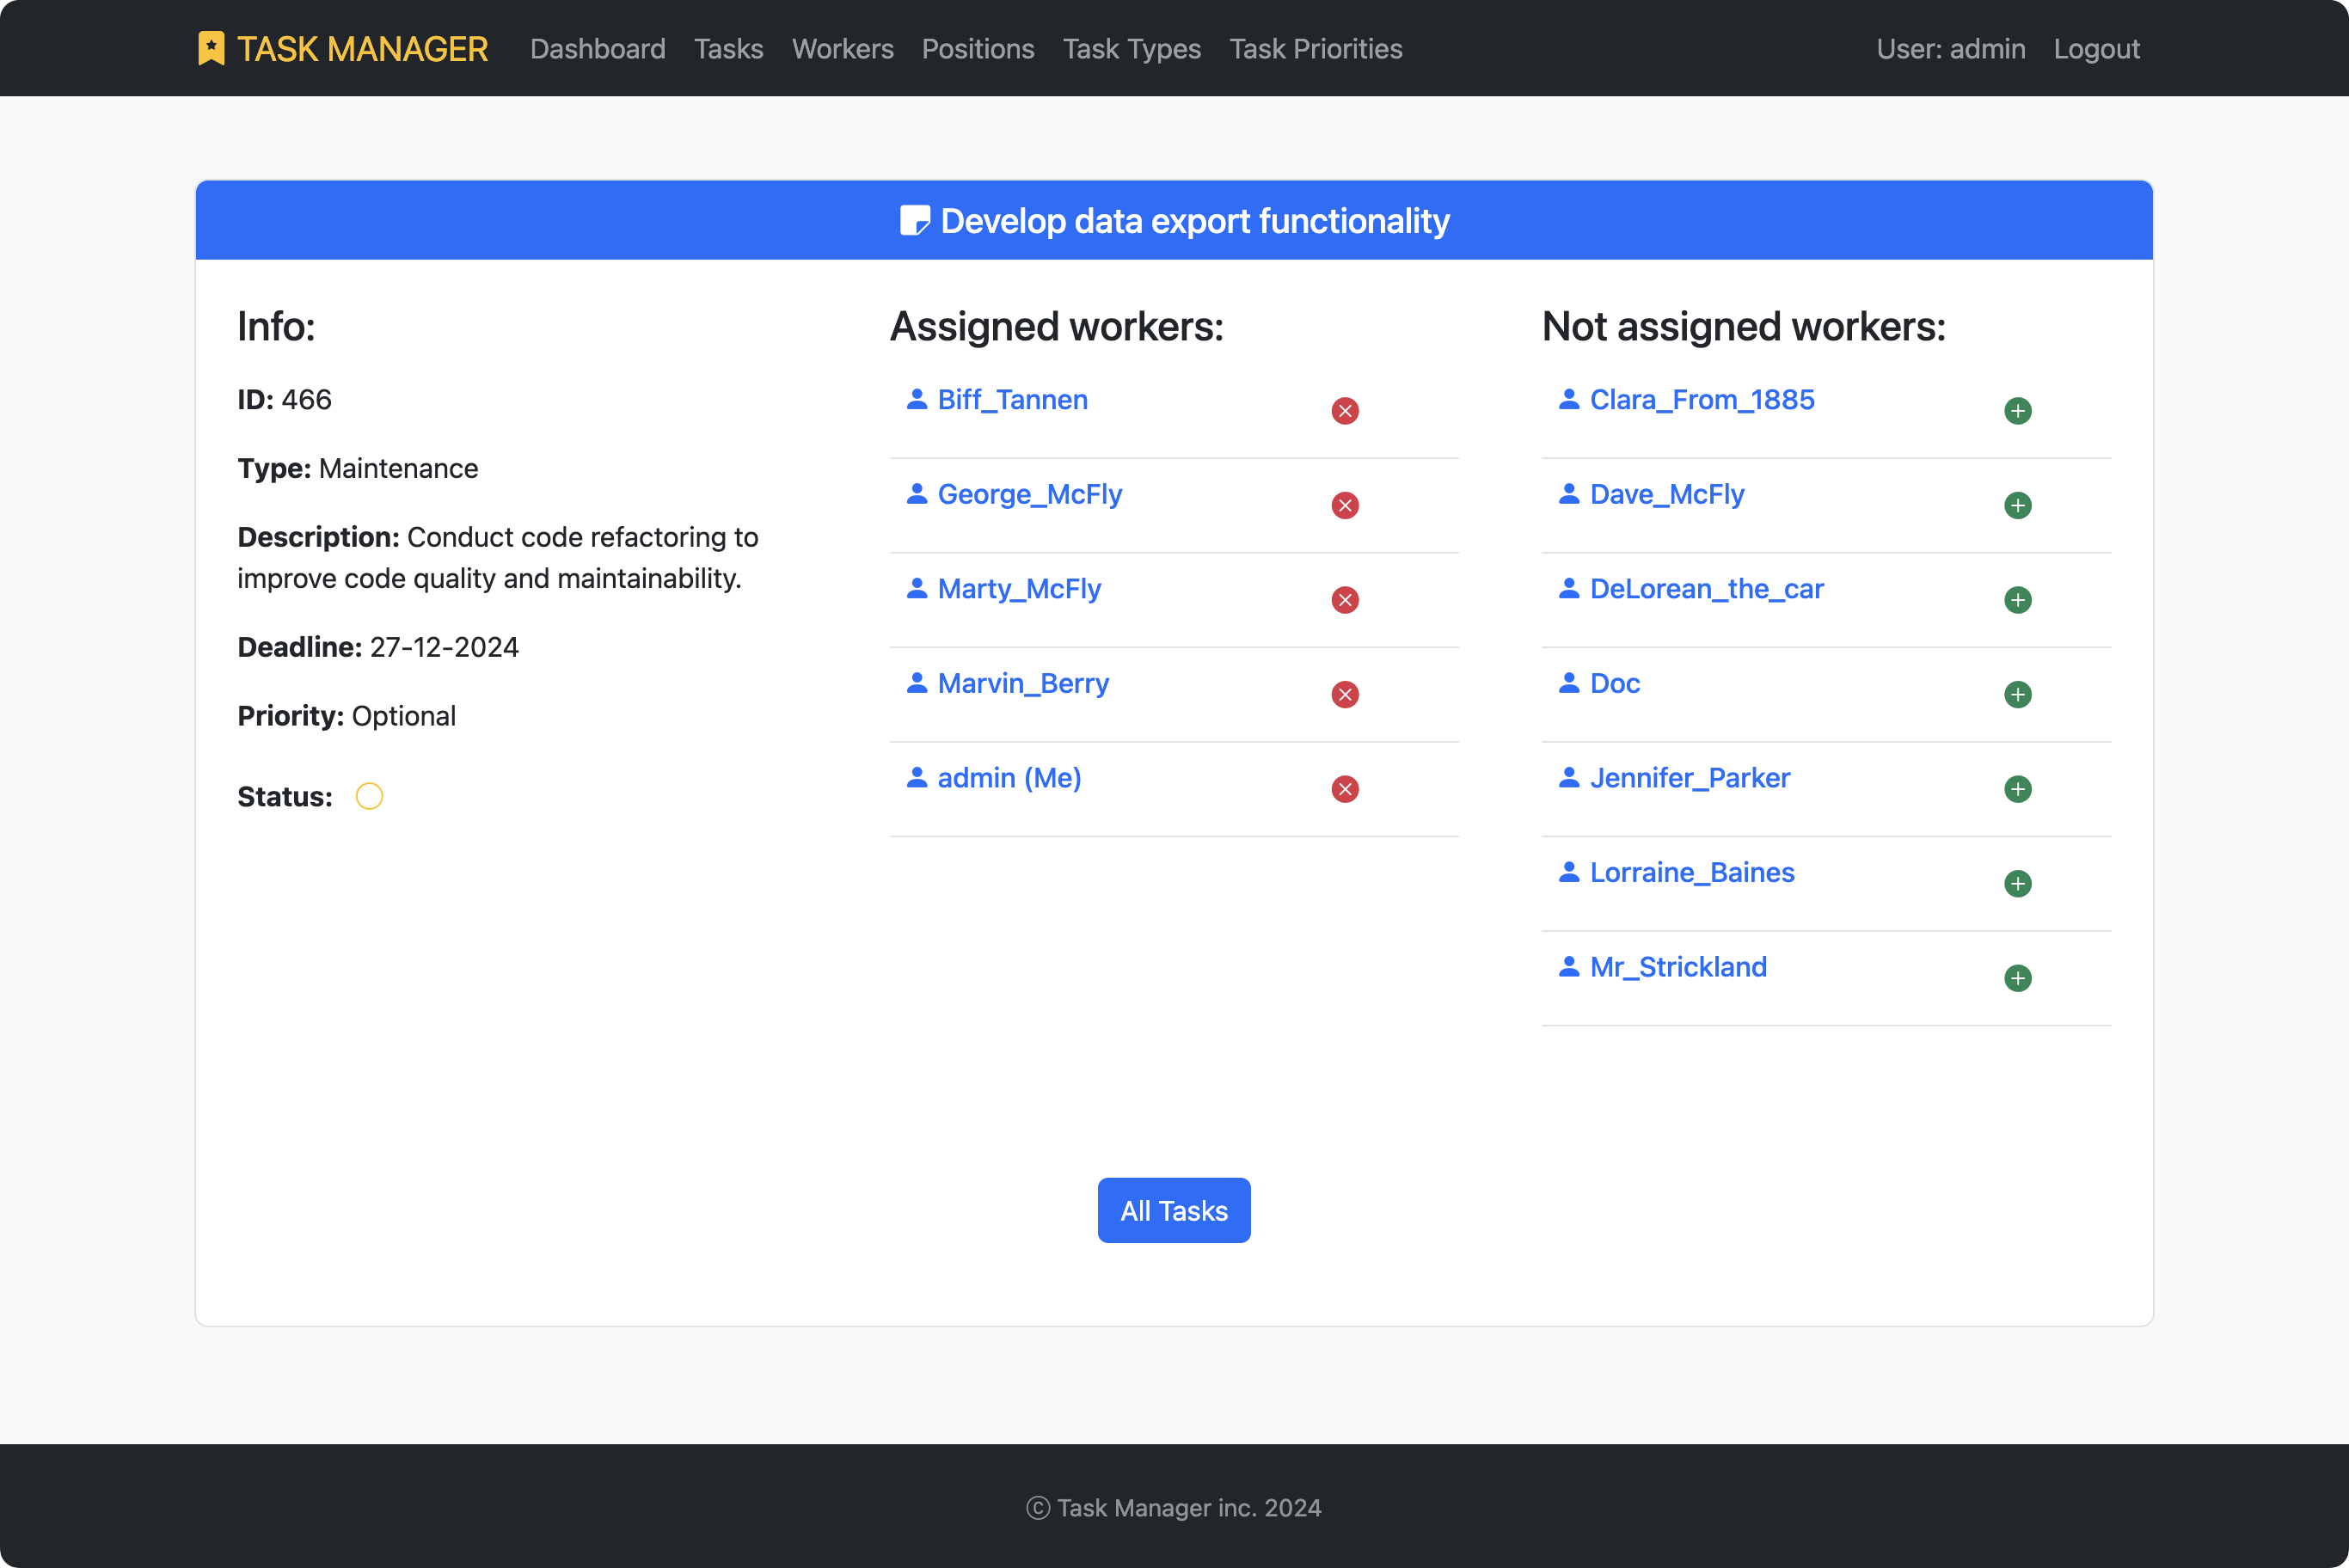 TASK MANAGER Dashboard Tasks Workers Positions Task Types Task Priorities User: admin Logout
Develop data export functionality
Info:
ID: 466
Type: Maintenance
Description: Conduct code refactoring to
improve code quality and maintainability.
Deadline: 27-12-2024
Priority: Optional
Status:
Assigned workers:
Biff_Tannen
George_McFly
Marty_McFly
Marvin_Berry
admin (Me)
Not assigned workers:
Clara_From_1885
Dave_McFly
DeLorean_the_car
Doc
Jennifer_Parker
Lorraine_Baines
Mr_Strickland
All Tasks
© Task Manager inc. 2024